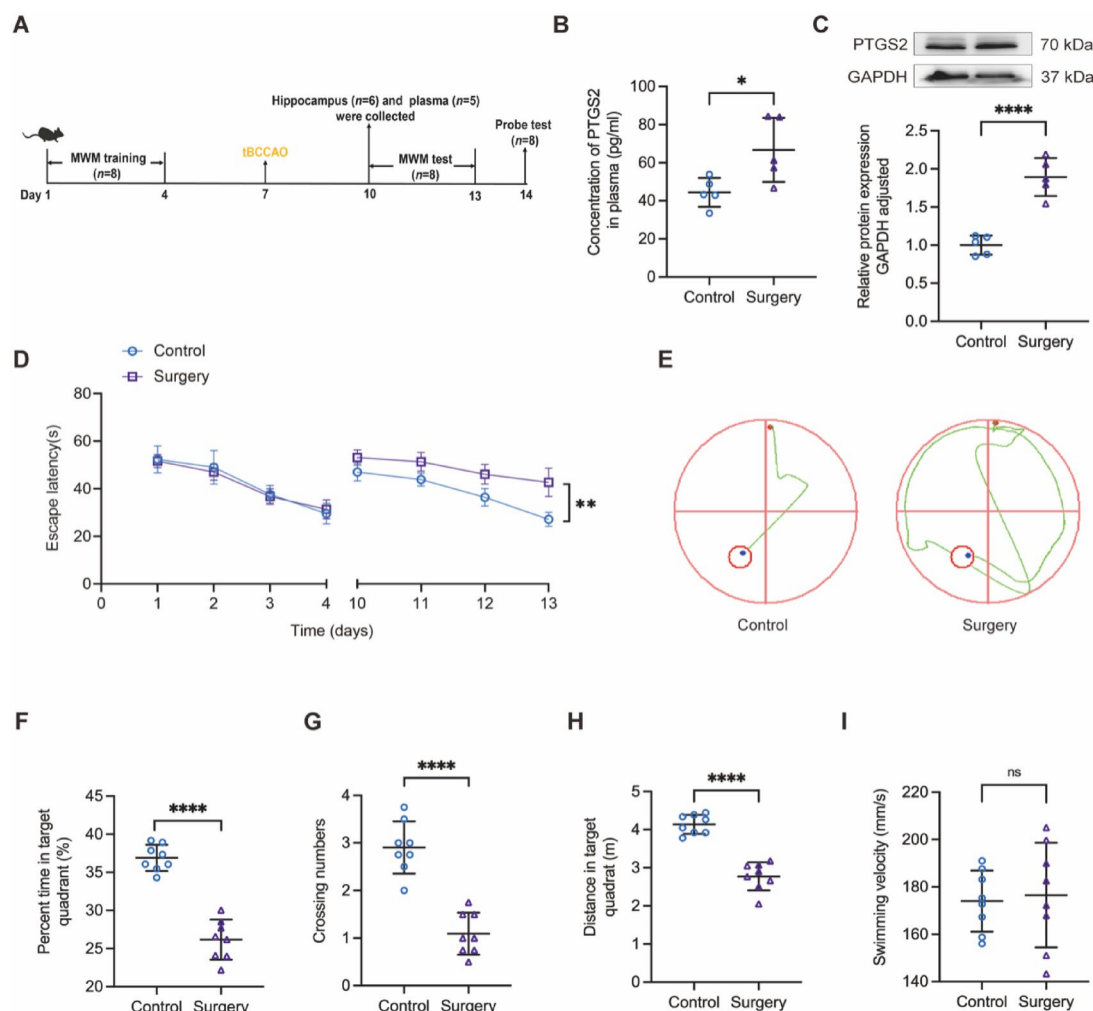 A
Hippocampus (n=6) and plasma (n=5)
were collected
Probe test
(n=8)
MWM training
(n=8)
tBCCAO
MWM test
(n=8)
Day 1
4
7
10
13
14
B
Concentration of PTGS2
in plasma (pg/ml)
100
80
60
40
20
0
*
Control
Surgery
C
PTGS2
70 kDa
GAPDH
37 kDa
Relative protein expression
GAPDH adjusted
2.5
2.0
1.5
1.0
0.5
0.0
****
Control
Surgery
D
Control
Surgery
Escape latency(s)
80
60
40
20
0
**
0
1
2
3
4
10
11
12
13
Time (days)
E
Control
Surgery
F
Percent time in target
quadrant (%)
45
40
35
30
25
20
****
Control
Surgery
G
Crossing numbers
4
3
2
1
0
****
Control
Surgery
H
Distance in target
quadrat (m)
5
4
3
2
1
0
****
Control
Surgery
I
Swimming velocity (mm/s)
220
200
180
160
140
ns
Control
Surgery